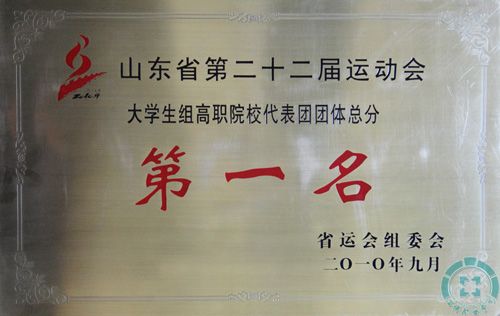 山东省第二十二届运动会
大学生组高职院校代表团团体总分
第一名
省运会组委会
二〇一〇年九月